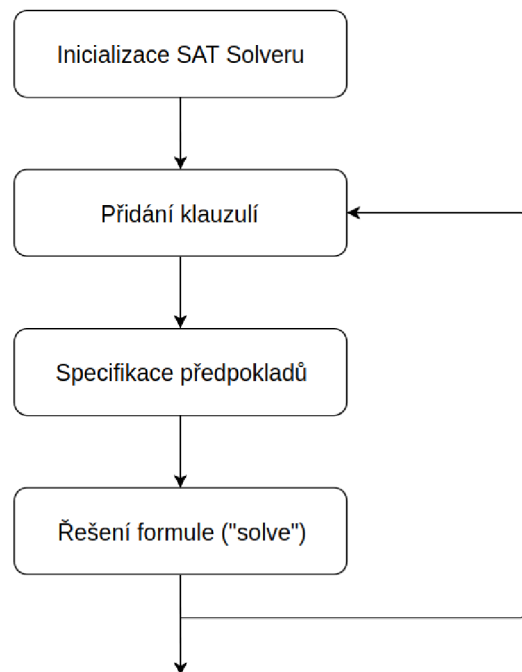 Inicializace SAT Solveru
Přidání klauzulí
Specifikace předpokladů
Řešení formule ("solve")